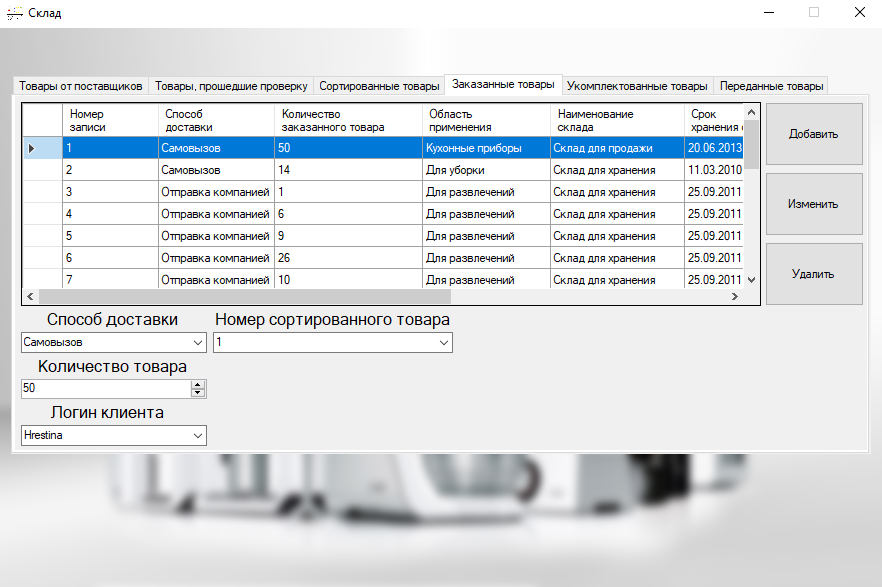 Склад
Товары от поставщиков Товары, прошедшие проверку Сортированные товары Заказанные товары Укомплектованные товары Переданные товары
Номер записи Способ доставки Количество заказанного товара Область применения Наименование склада Срок хранения
1 Самовызов 50 Кухонные приборы Склад для продажи 20.06.2013
2 Самовызов 14 Для уборки Склад для хранения 11.03.2010
3 Отправка компанией 1 Для развлечений Склад для хранения 25.09.2011
4 Отправка компанией 6 Для развлечений Склад для хранения 25.09.2011
5 Отправка компанией 9 Для развлечений Склад для хранения 25.09.2011
6 Отправка компанией 26 Для развлечений Склад для хранения 25.09.2011
7 Отправка компанией 10 Для развлечений Склад для хранения 25.09.2011
Добавить
Изменить
Удалить
Способ доставки Номер сортированного товара
Самовызов 1
Количество товара
50
Логин клиента
Hrestina